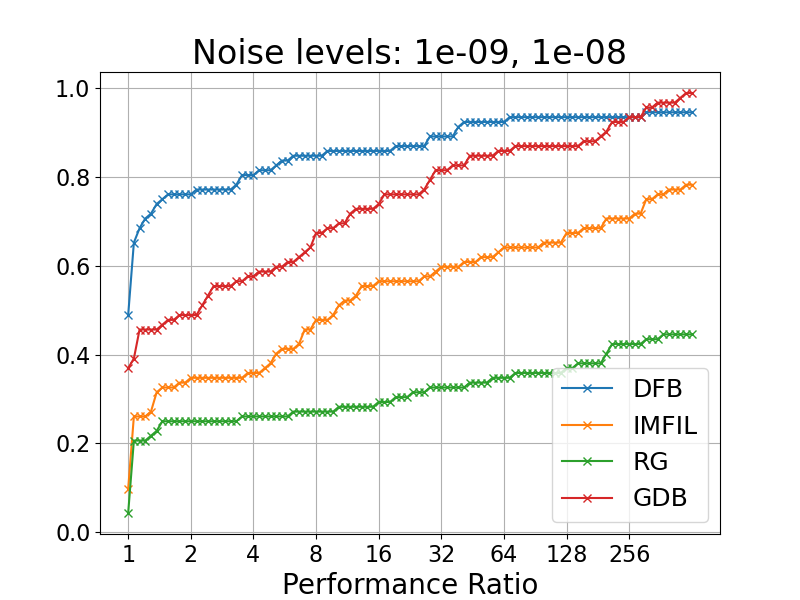 Noise levels: 1e-09, 1e-08
1.0
0.8
0.6
0.4
0.2
0.0
DFB
IMFIL
RG
GDB
1 2 4 8 16 32 64 128 256
Performance Ratio